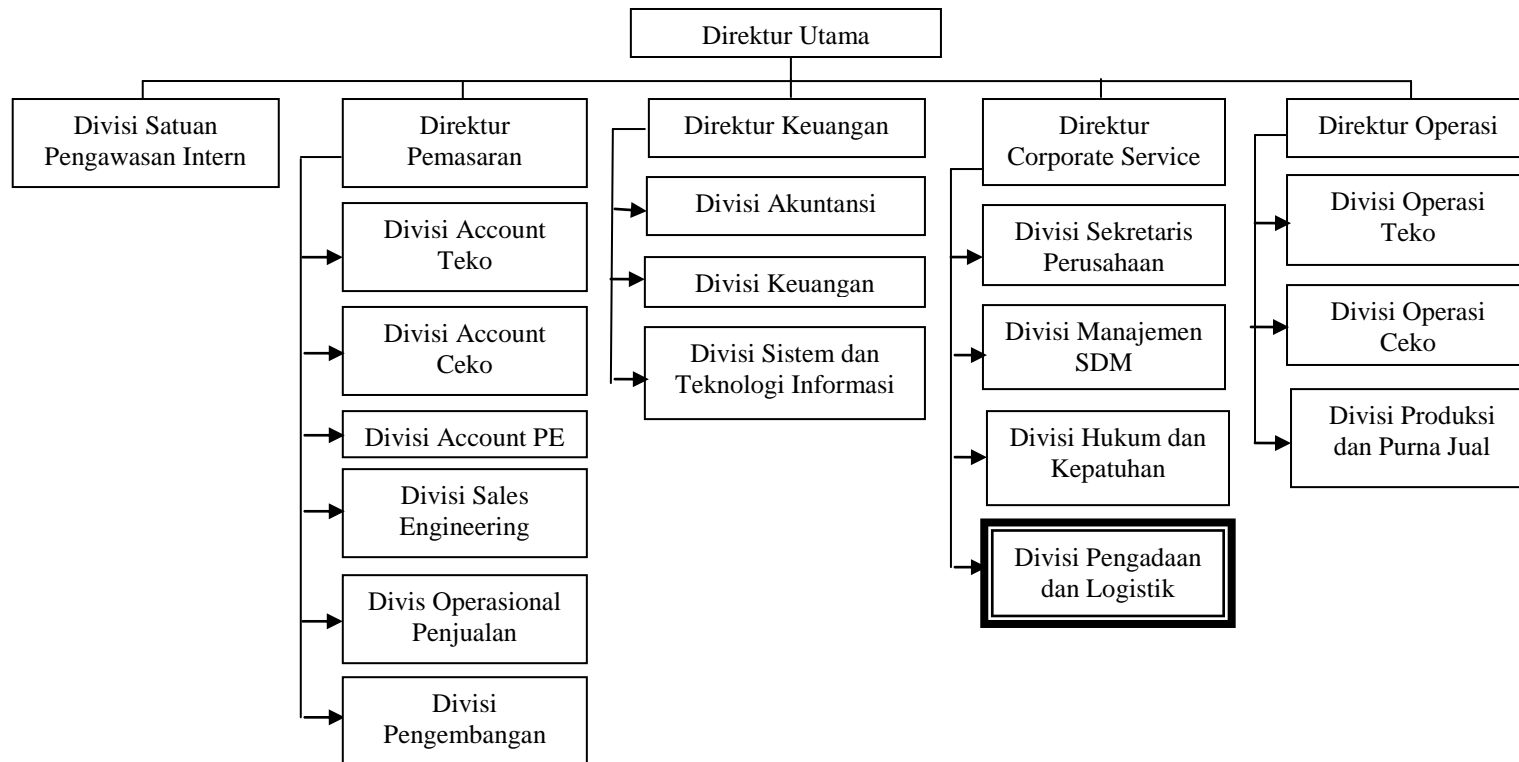 Direktur Utama
Divisi Satuan
Pengawasan Intern
Direktur
Pemasaran
Divisi Account
Teko
Divisi Account
Ceko
Divisi Account PE
Divisi Sales
Engineering
Divis Operasional
Penjualan
Divisi
Pengembangan
Direktur Keuangan
Divisi Akuntansi
Divisi Keuangan
Divisi Sistem dan
Teknologi Informasi
Direktur
Corporate Service
Divisi Sekretaris
Perusahaan
Divisi Manajemen
SDM
Divisi Hukum dan
Kepatuhan
Divisi Pengadaan
dan Logistik
Direktur Operasi
Divisi Operasi
Teko
Divisi Operasi
Ceko
Divisi Produksi
dan Purna Jual